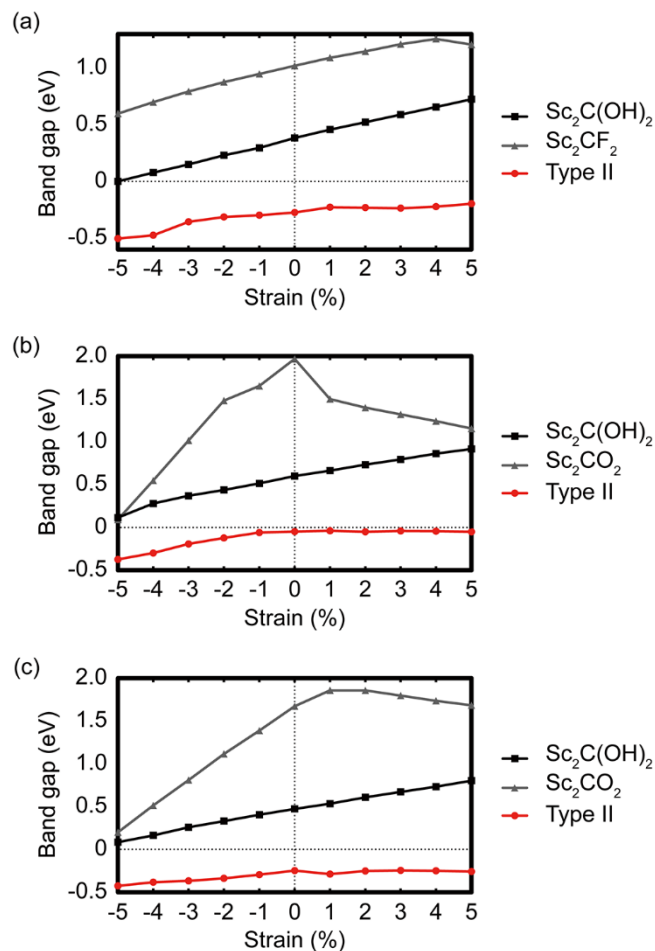 (a)
Band gap (eV)
1.0
0.5
0
-0.5
-5 -4 -3 -2 -1 0 1 2 3 4 5
Strain (%)
Sc₂C(OH)₂
Sc₂CF₂
Type II
(b)
Band gap (eV)
2.0
1.5
1.0
0.5
0
-0.5
-5 -4 -3 -2 -1 0 1 2 3 4 5
Strain (%)
Sc₂C(OH)₂
Sc₂CO₂
Type II
(c)
Band gap (eV)
2.0
1.5
1.0
0.5
0
-0.5
-5 -4 -3 -2 -1 0 1 2 3 4 5
Strain (%)
Sc₂C(OH)₂
Sc₂CO₂
Type II